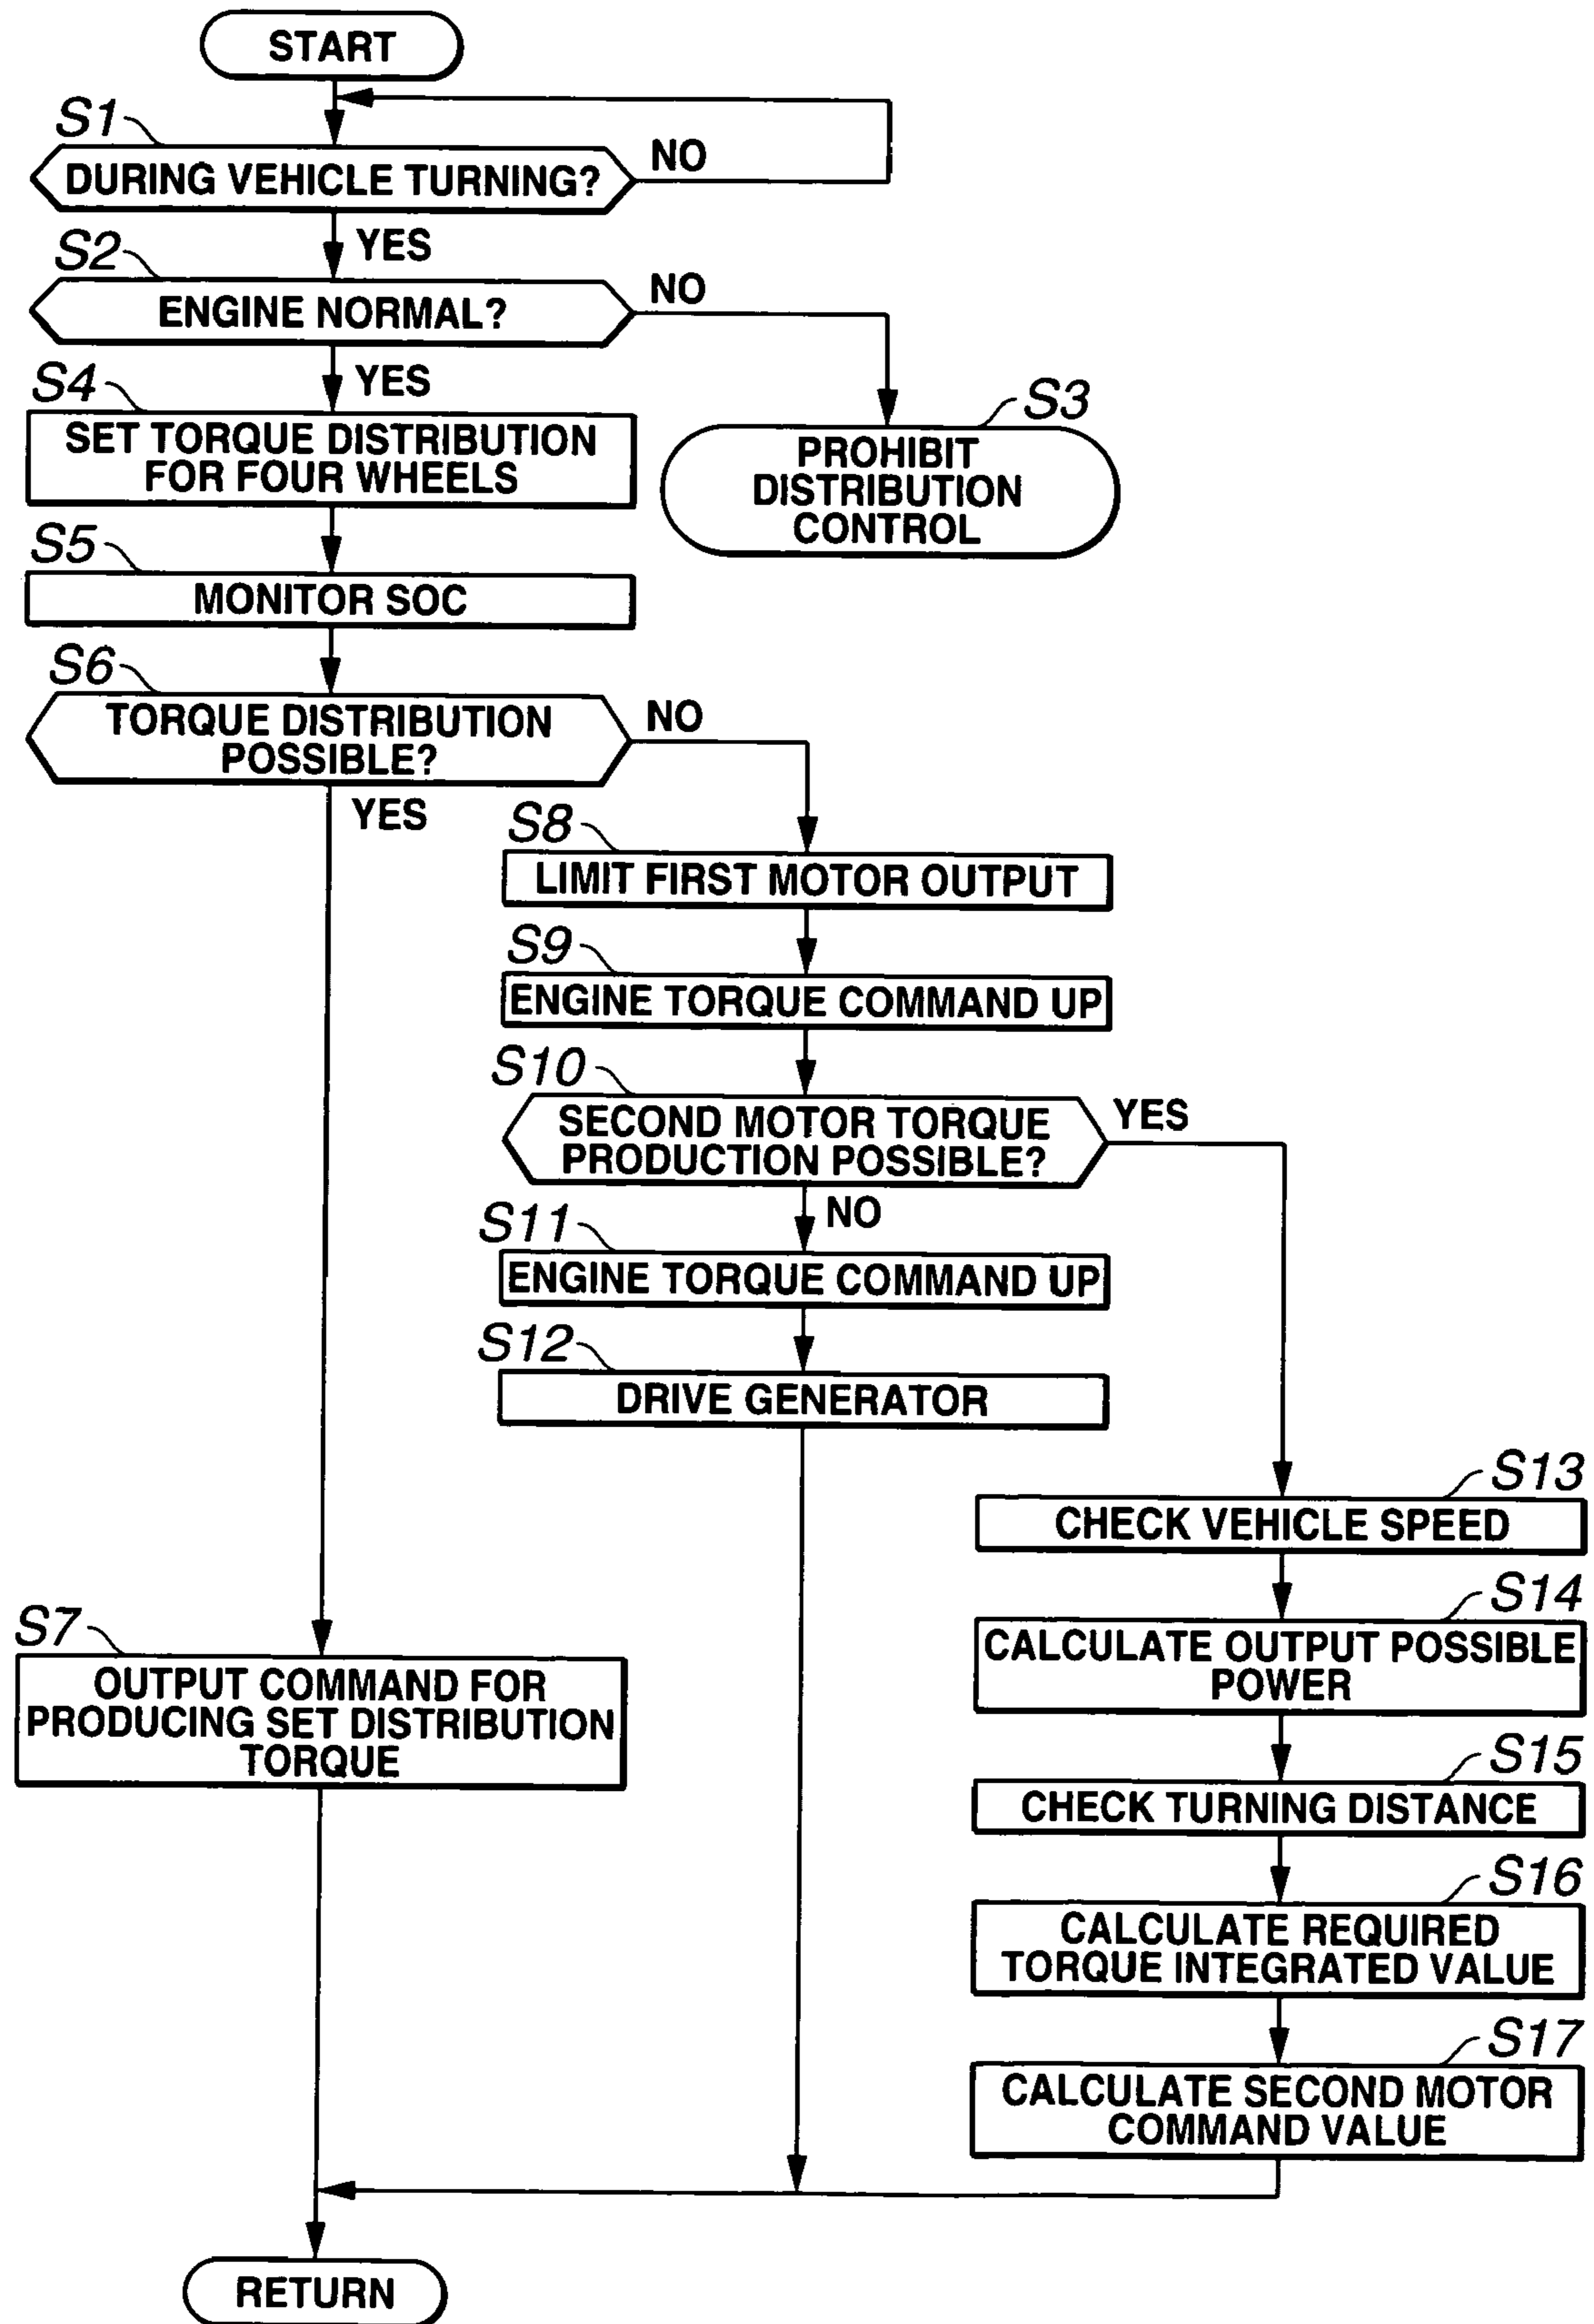 START
S1
DURING VEHICLE TURNING?
NO
YES
S2
ENGINE NORMAL?
NO
YES
S3
PROHIBIT
DISTRIBUTION
CONTROL
S4
SET TORQUE DISTRIBUTION
FOR FOUR WHEELS
S5
MONITOR SOC
S6
TORQUE DISTRIBUTION
POSSIBLE?
NO
YES
S8
LIMIT FIRST MOTOR OUTPUT
S9
ENGINE TORQUE COMMAND UP
S10
SECOND MOTOR TORQUE
PRODUCTION POSSIBLE?
YES
NO
S11
ENGINE TORQUE COMMAND UP
S12
DRIVE GENERATOR
S13
CHECK VEHICLE SPEED
S14
CALCULATE OUTPUT POSSIBLE
POWER
S7
OUTPUT COMMAND FOR
PRODUCING SET DISTRIBUTION
TORQUE
S15
CHECK TURNING DISTANCE
S16
CALCULATE REQUIRED
TORQUE INTEGRATED VALUE
S17
CALCULATE SECOND MOTOR
COMMAND VALUE
RETURN